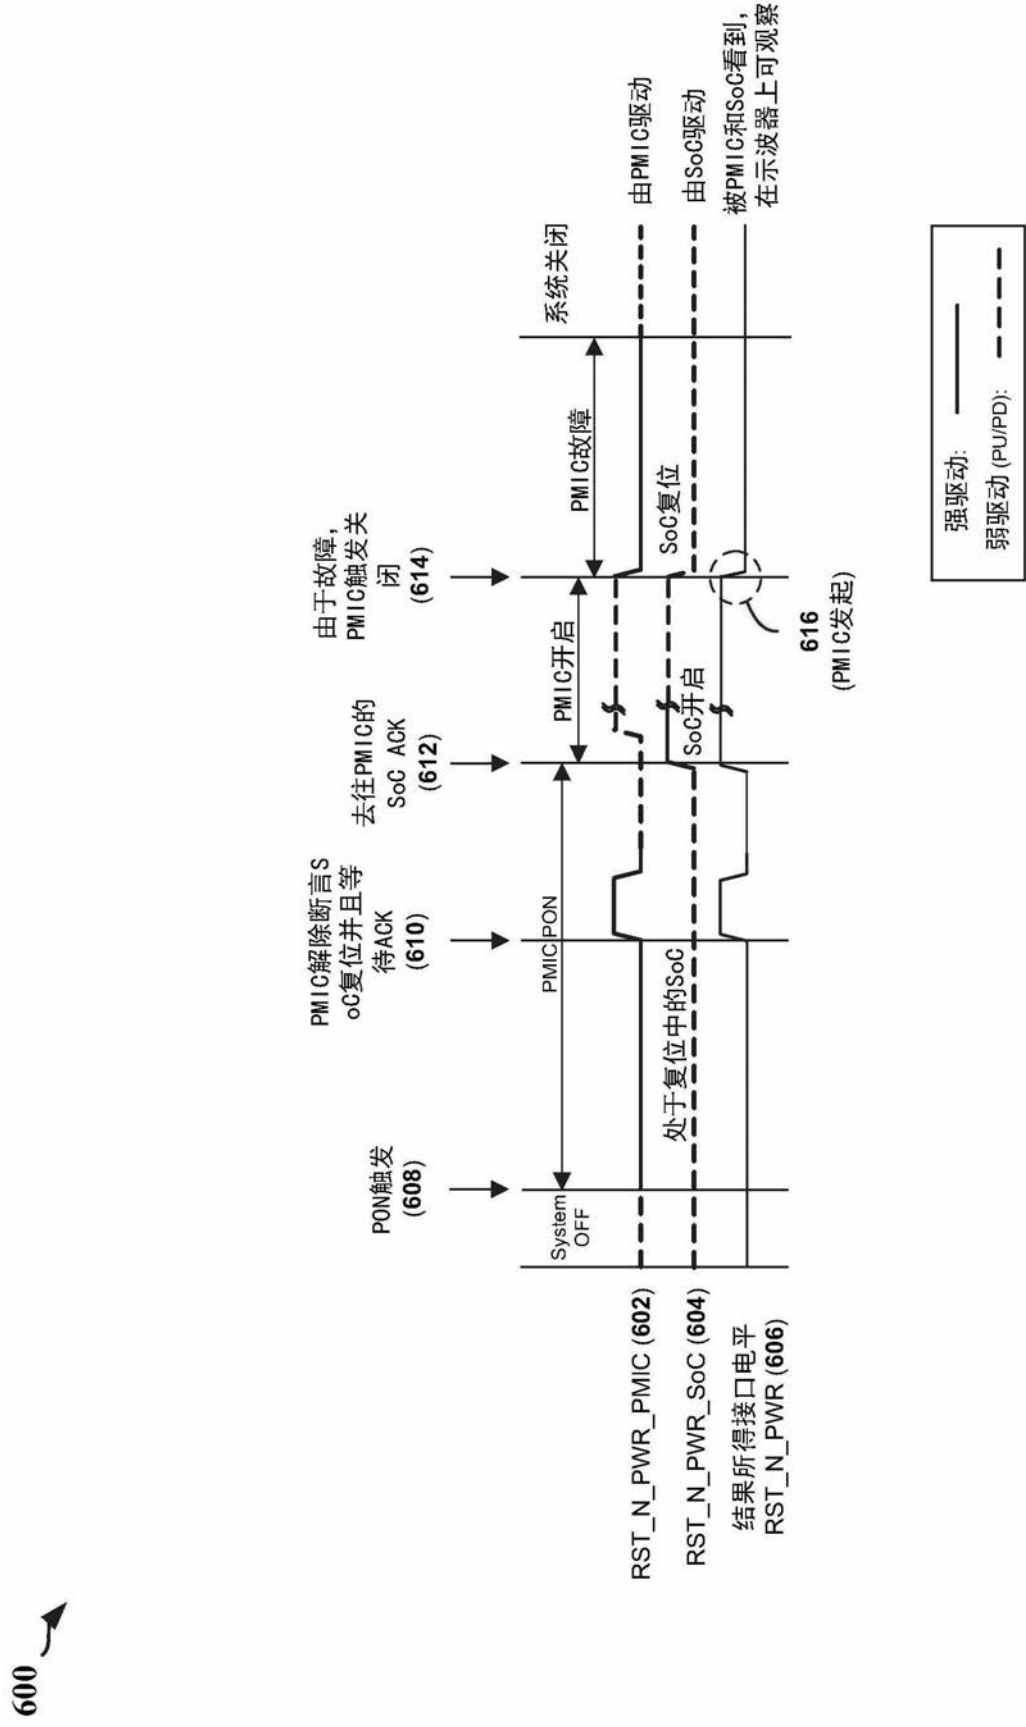 600
PON触发
(608)
PMIC解除断言S
oC复位并且等
待ACK
(610)
去往PMIC的
SoC ACK
(612)
由于故障,
PMIC触发关
闭
(614)
System
OFF
PMIC PON
PMIC开启
PMIC故障
系统关闭
RST_N_PWR_PMIC (602)
由PMIC驱动
处于复位中的SoC
SoC开启
SoC复位
RST_N_PWR_SoC (604)
由SoC驱动
结果所得接口电平
RST_N_PWR (606)
被PMIC和SoC看到,
在示波器上可观察
616
(PMIC发起)
强驱动:
弱驱动 (PU/PD):